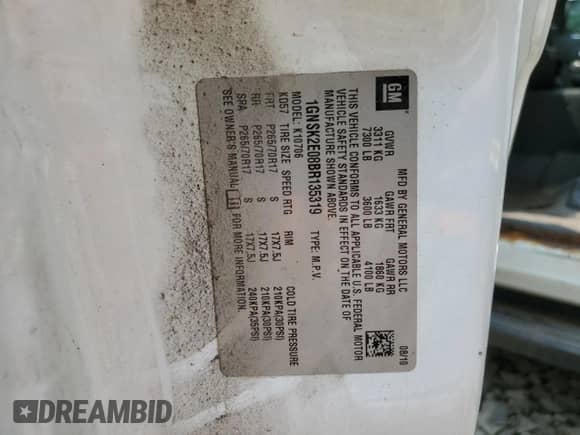 GM
MFD BY GENERAL MOTORS LLC
08/10
GVWR GAWR FRT GAWR RR
3311 KG 1633 KG 1860 KG
7300 LB 3600 LB 4100 LB
THIS VEHICLE CONFORMS TO ALL APPLICABLE U.S. FEDERAL MOTOR
VEHICLE SAFETY STANDARDS IN EFFECT ON THE DATE OF
MANUFACTURE SHOWN ABOVE.
1GNSK2E08BR135319 TYPE: M.P.V.
MODEL: K10706
KD57 TIRE SIZE SPEED RTG RIM COLD TIRE PRESSURE
FRT P265/70R17 S 17X7.5J 210KPA(30PSI)
RR P265/70R17 S 17X7.5J 210KPA(30PSI)
SPA P265/70R17 S 17X7.5J 240KPA(35PSI)
SEE OWNER'S MANUAL FOR MORE INFORMATION.
DREAMBID